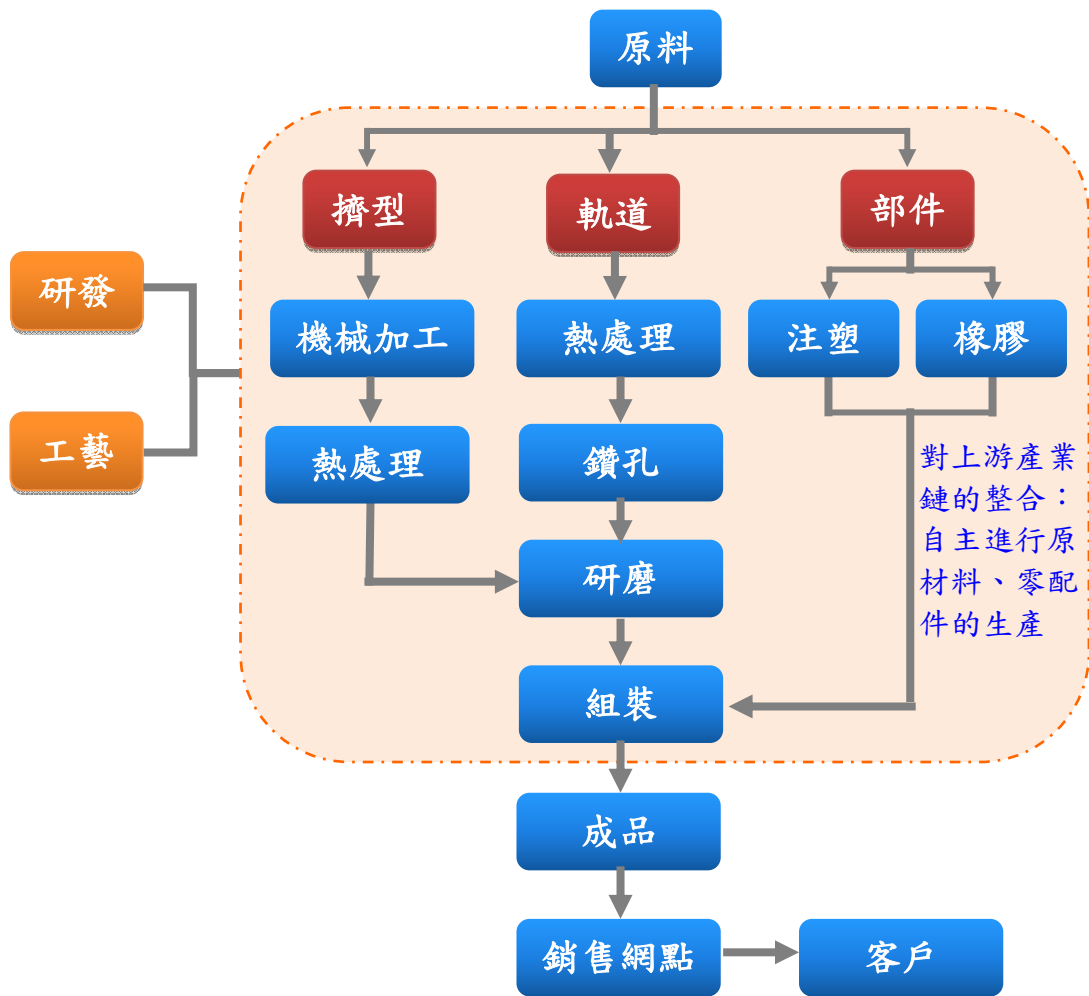 原料
擠型
軌道
部件
研發
機械加工
熱處理
注塑
橡膠
工藝
熱處理
鑽孔
對上游產業
鏈的整合：
自主進行原
材料、零配
件的生產
研磨
組裝
成品
銷售網點
客戶